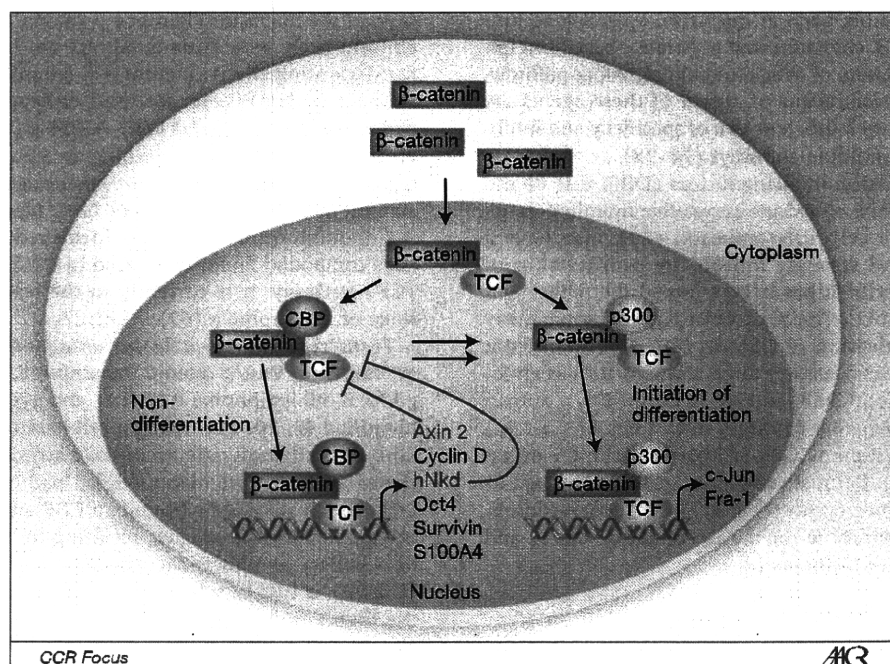 β-catenin
β-catenin
β-catenin
Cytoplasm
β-catenin
TCF
CBP
β-catenin
TCF
p300
β-catenin
TCF
Non-
differentiation
Initiation of
differentiation
Axin 2
Cyclin D
hNkd
Oct4
Survivin
S100A4
CBP
β-catenin
TCF
p300
β-catenin
TCF
c-Jun
Fra-1
Nucleus
CCR Focus
AACR